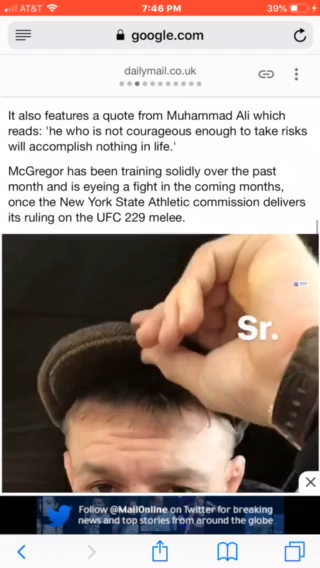 AT&T 7:46 PM 39%
google.com
dailymail.co.uk
It also features a quote from Muhammad Ali which
reads: 'he who is not courageous enough to take risks
will accomplish nothing in life.'
McGregor has been training solidly over the past
month and is eyeing a fight in the coming months,
once the New York State Athletic commission delivers
its ruling on the UFC 229 melee.
Sr.
Follow @MailOnline on Twitter for breaking
news and top stories from around the globe